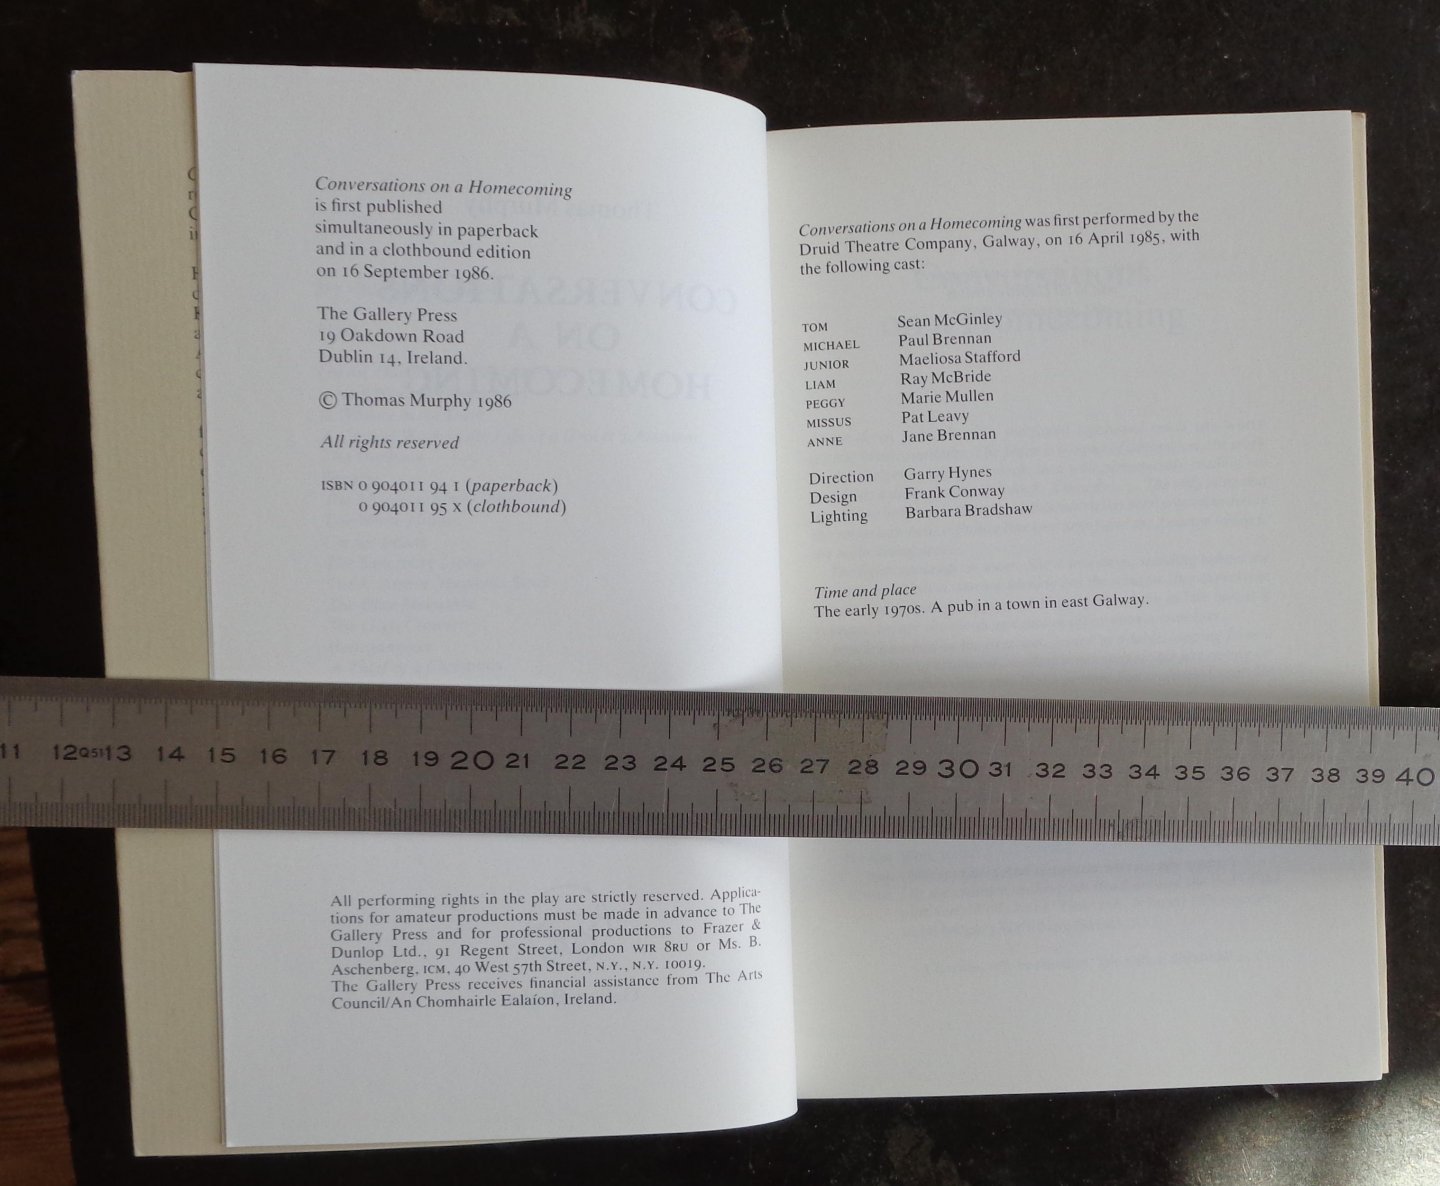 Conversations on a Homecoming
is first published
simultaneously in paperback
and in a clothbound edition
on 16 September 1986.
The Gallery Press
19 Oakdown Road
Dublin 14, Ireland.
© Thomas Murphy 1986
All rights reserved
ISBN 0 904011 94 1 (paperback)
0 904011 95 X (clothbound)
All performing rights in the play are strictly reserved. Applica-
tions for amateur productions must be made in advance to The
Gallery Press and for professional productions to Frazer &
Dunlop Ltd., 91 Regent Street, London W1R 8RU or Ms. B.
Aschenberg, ICM, 40 West 57th Street, N.Y., N.Y. 10019.
The Gallery Press receives financial assistance from The Arts
Council/An Chomhairle Ealaíon, Ireland.
Conversations on a Homecoming was first performed by the
Druid Theatre Company, Galway, on 16 April 1985, with
the following cast:
TOM Sean McGinley
MICHAEL Paul Brennan
JUNIOR Maeliosa Stafford
LIAM Ray McBride
PEGGY Marie Mullen
MISSUS Pat Leavy
ANNE Jane Brennan
Direction Garry Hynes
Design Frank Conway
Lighting Barbara Bradshaw
Time and place
The early 1970s. A pub in a town in east Galway.
11 12 13 14 15 16 17 18 19 20 21 22 23 24 25 26 27 28 29 30 31 32 33 34 35 36 37 38 39 40